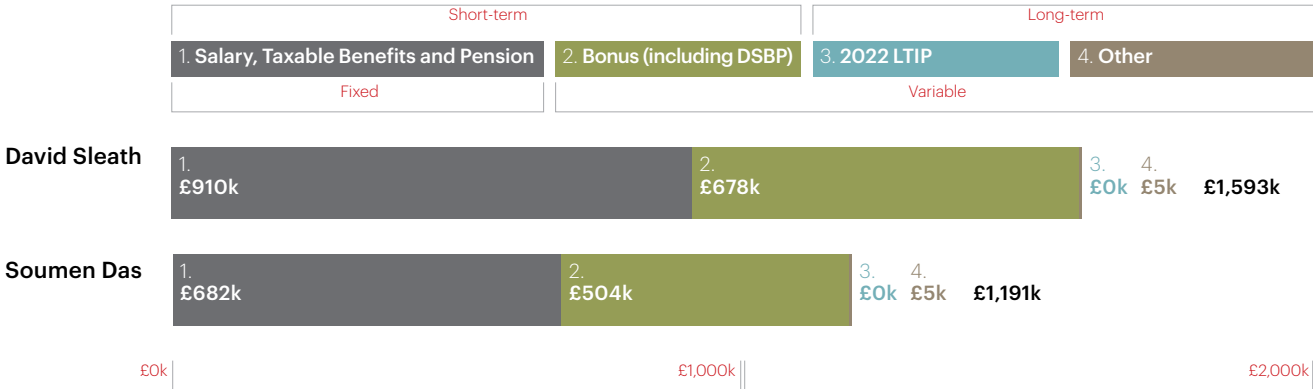 Short-term Long-term
1. Salary, Taxable Benefits and Pension 2. Bonus (including DSBP) 3. 2022 LTIP 4. Other
Fixed Variable
David Sleath
1. 2. 3. 4.
£910k £678k £0k £5k £1,593k
Soumen Das
1. 2. 3. 4.
£682k £504k £0k £5k £1,191k
£0k £1,000k £2,000k